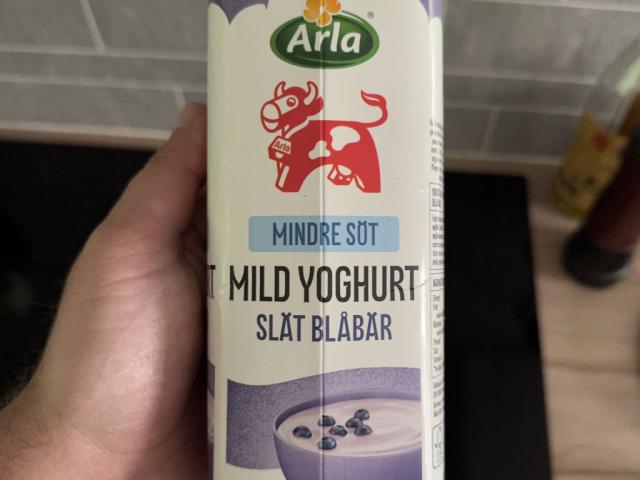 Arla ®
Arla
MINDRE SÖT
MILD YOGHURT
SLÄT BLÅBÄR